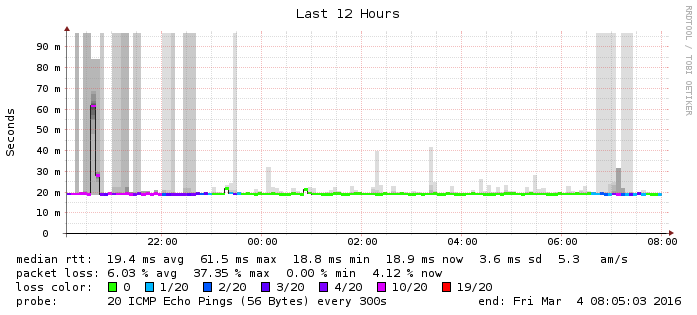 Last 12 Hours
RRDTOOL / TOBI OETIKER
Seconds
90 m
80 m
70 m
60 m
50 m
40 m
30 m
20 m
10 m
0
22:00 00:00 02:00 04:00 06:00 08:00
median rtt: 19.4 ms avg 61.5 ms max 18.8 ms min 18.9 ms now 3.6 ms sd 5.3 am/s
packet loss: 6.03 % avg 37.35 % max 0.00 % min 4.12 % now
loss color: 0 1/20 2/20 3/20 4/20 10/20 19/20
probe: 20 ICMP Echo Pings (56 Bytes) every 300s end: Fri Mar 4 08:05:03 2016